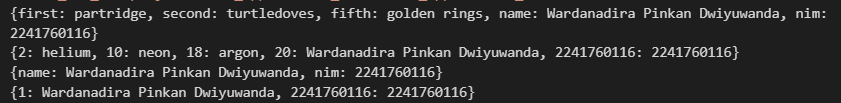 {first: partridge, second: turtledoves, fifth: golden rings, name: Wardanadira Pinkan Dwiyuwanda, nim:
2241760116}
{2: helium, 10: neon, 18: argon, 20: Wardanadira Pinkan Dwiyuwanda, 2241760116: 2241760116}
{name: Wardanadira Pinkan Dwiyuwanda, nim: 2241760116}
{1: Wardanadira Pinkan Dwiyuwanda, 2241760116: 2241760116}